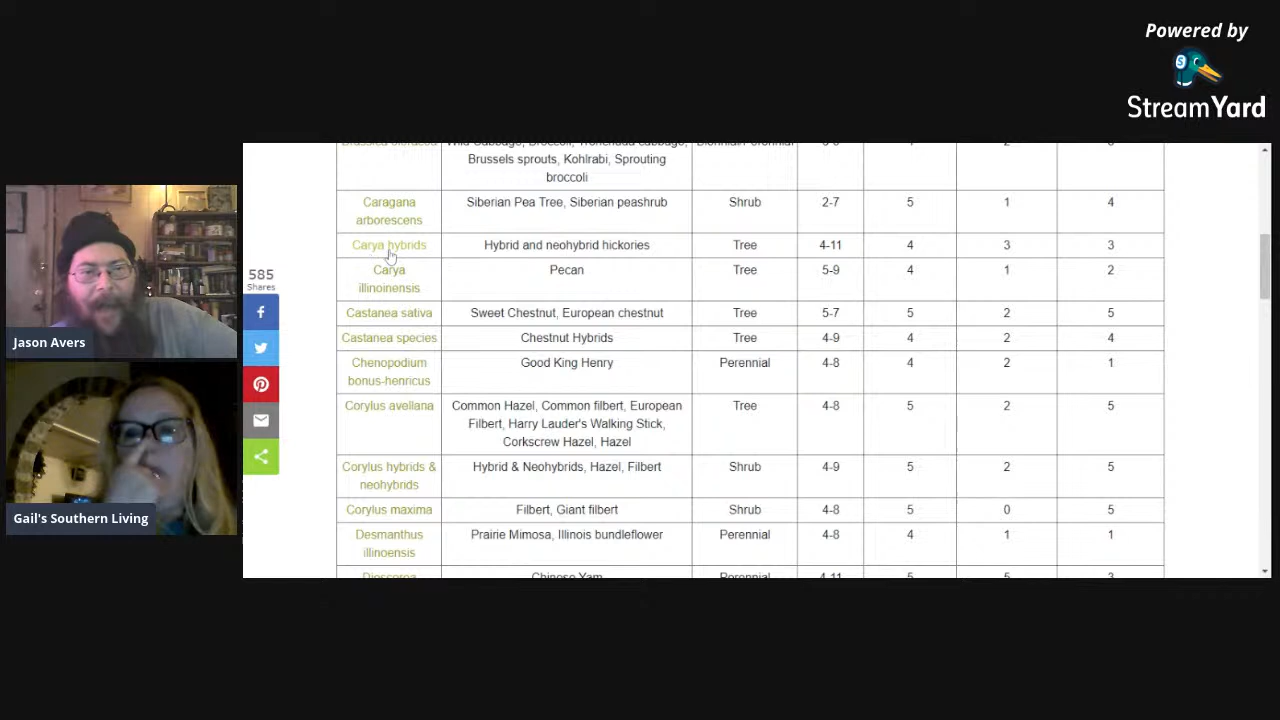 Powered by
StreamYard
Brussels sprouts, Kohlrabi, Sprouting
broccoli
Caragana
arborescens
Siberian Pea Tree, Siberian peashrub
Shrub
2-7
5
1
4
Carya hybrids
Hybrid and neohybrid hickories
Tree
4-11
4
3
3
Carya
illinoinensis
Pecan
Tree
5-9
4
1
2
Castanea sativa
Sweet Chestnut, European chestnut
Tree
5-7
5
2
5
Castanea species
Chestnut Hybrids
Tree
4-9
4
2
4
Chenopodium
bonus-henricus
Good King Henry
Perennial
4-8
4
2
1
Corylus avellana
Common Hazel, Common filbert, European
Filbert, Harry Lauder's Walking Stick,
Corkscrew Hazel, Hazel
Tree
4-8
5
2
5
Corylus hybrids &
neohybrids
Hybrid & Neohybrids, Hazel, Filbert
Shrub
4-9
5
2
5
Corylus maxima
Filbert, Giant filbert
Shrub
4-8
5
0
5
Desmanthus
illinoensis
Prairie Mimosa, Illinois bundleflower
Perennial
4-8
4
1
1
Chinese Yam
Perennial
4-11
5
5
3
585
Shares
Jason Avers
Gail's Southern Living